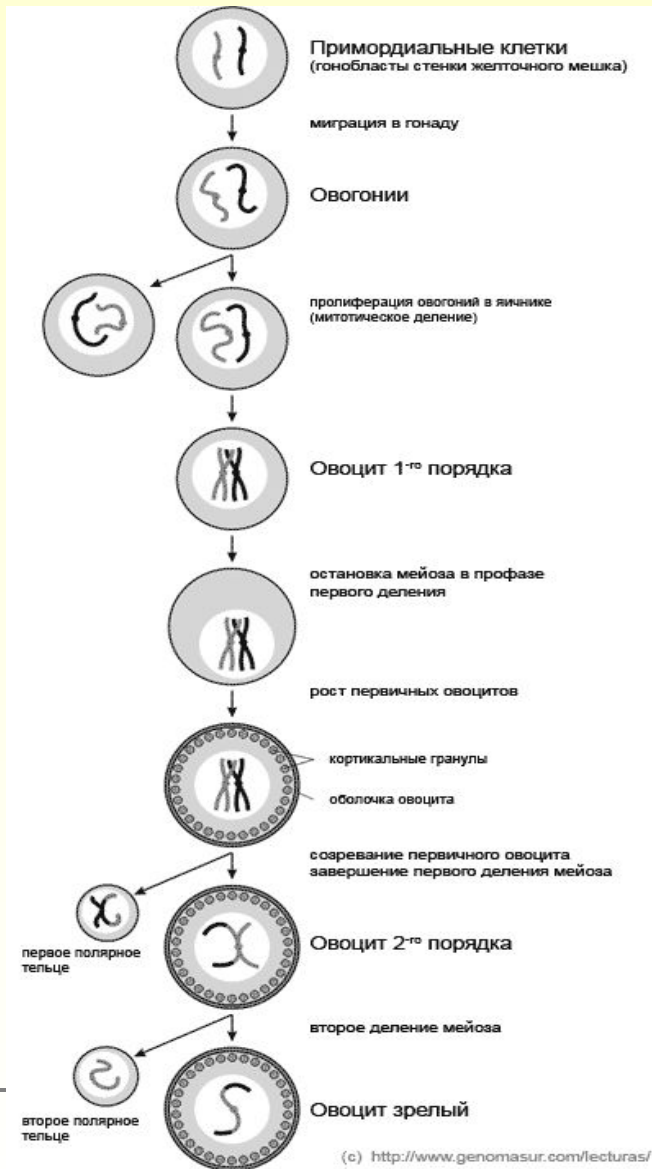 Примордиальные клетки
(гонобласты стенки желточного мешка)
миграция в гонаду
Овогонии
пролиферация овогоний в яичнике
(митотическое деление)
Овоцит 1-го порядка
остановка мейоза в профазе
первого деления
рост первичных овоцитов
кортикальные гранулы
оболочка овоцита
созревание первичного овоцита
завершение первого деления мейоза
первое полярное
тельце
Овоцит 2-го порядка
второе деление мейоза
второе полярное
тельце
Овоцит зрелый
(c) http://www.genomasur.com/lecturas/